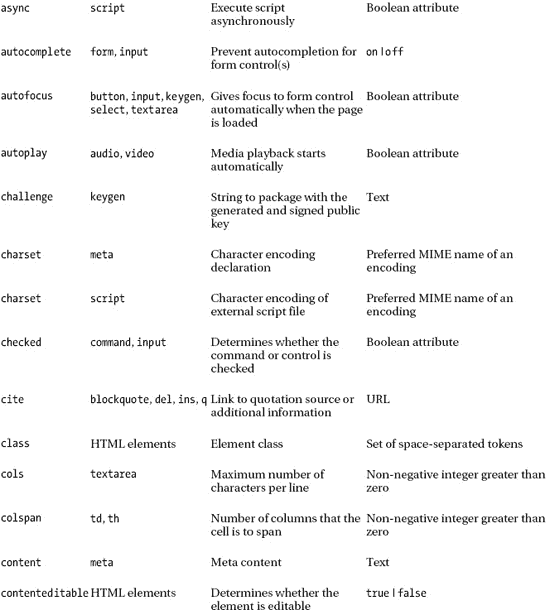 async script Execute script Boolean attribute
asynchronously
autocomplete form, input Prevent autocompletion for on|off
form control(s)
autofocus button, input, keygen, Gives focus to form control Boolean attribute
select, textarea automatically when the page
is loaded
autoplay audio, video Media playback starts Boolean attribute
automatically
challenge keygen String to package with the Text
generated and signed public
key
charset meta Character encoding Preferred MIME name of an
declaration encoding
charset script Character encoding of Preferred MIME name of an
external script file encoding
checked command, input Determines whether the Boolean attribute
command or control is
checked
cite blockquote, del, ins, q Link to quotation source or URL
additional information
class HTML elements Element class Set of space-separated tokens
cols textarea Maximum number of Non-negative integer greater than
characters per line zero
colspan td, th Number of columns that the Non-negative integer greater than
cell is to span zero
content meta Meta content Text
contenteditable HTML elements Determines whether the true|false
element is editable